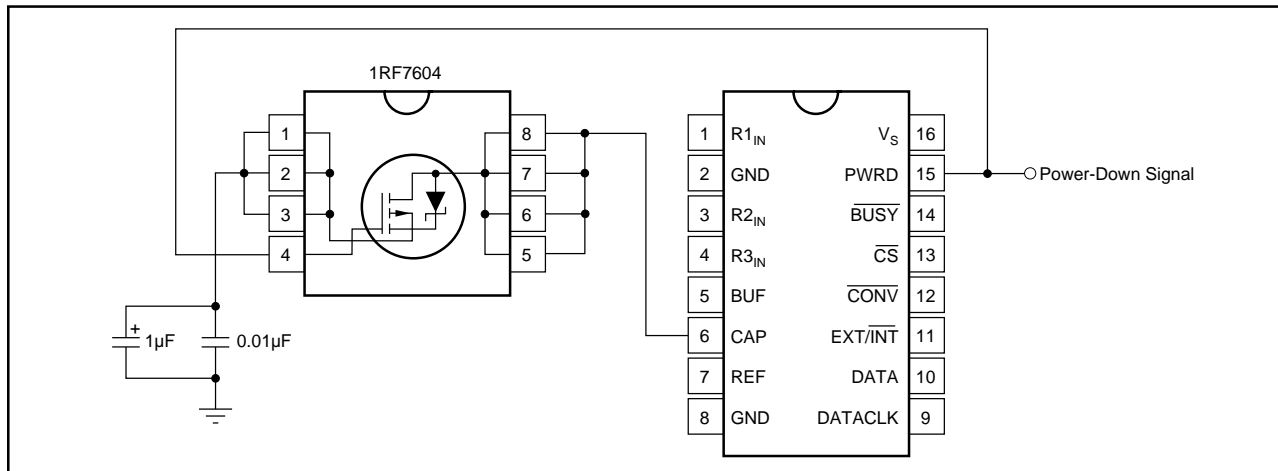 1RF7604
1
2
3
4
8
7
6
5
1µF
+
0.01µF
1 R1IN
2 GND
3 R2IN
4 R3IN
5 BUF
6 CAP
7 REF
8 GND
VS 16
PWRD 15
BUSY 14
CS 13
CONV 12
EXT/INT 11
DATA 10
DATACLK 9
Power-Down Signal